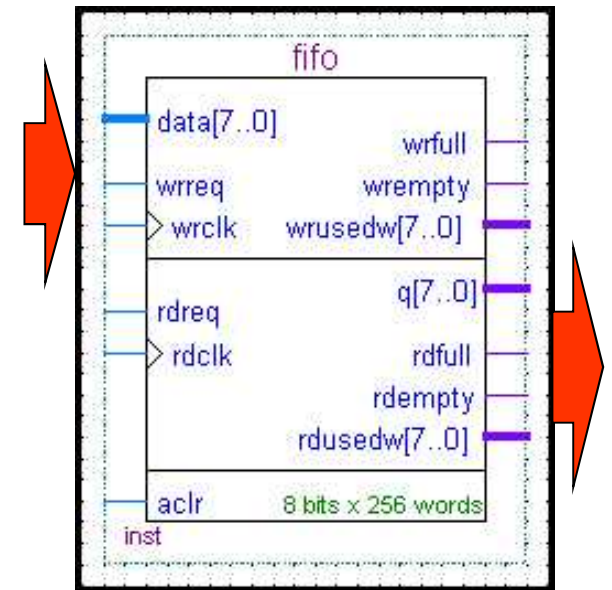 fifo
data[7..0]
wrfull
wrreq wrempty
wrclk wrusedw[7..0]
q[7..0]
rdreq
rdclk rdfull
rdempty
rdusedw[7..0]
aclr 8 bits x 256 words
inst